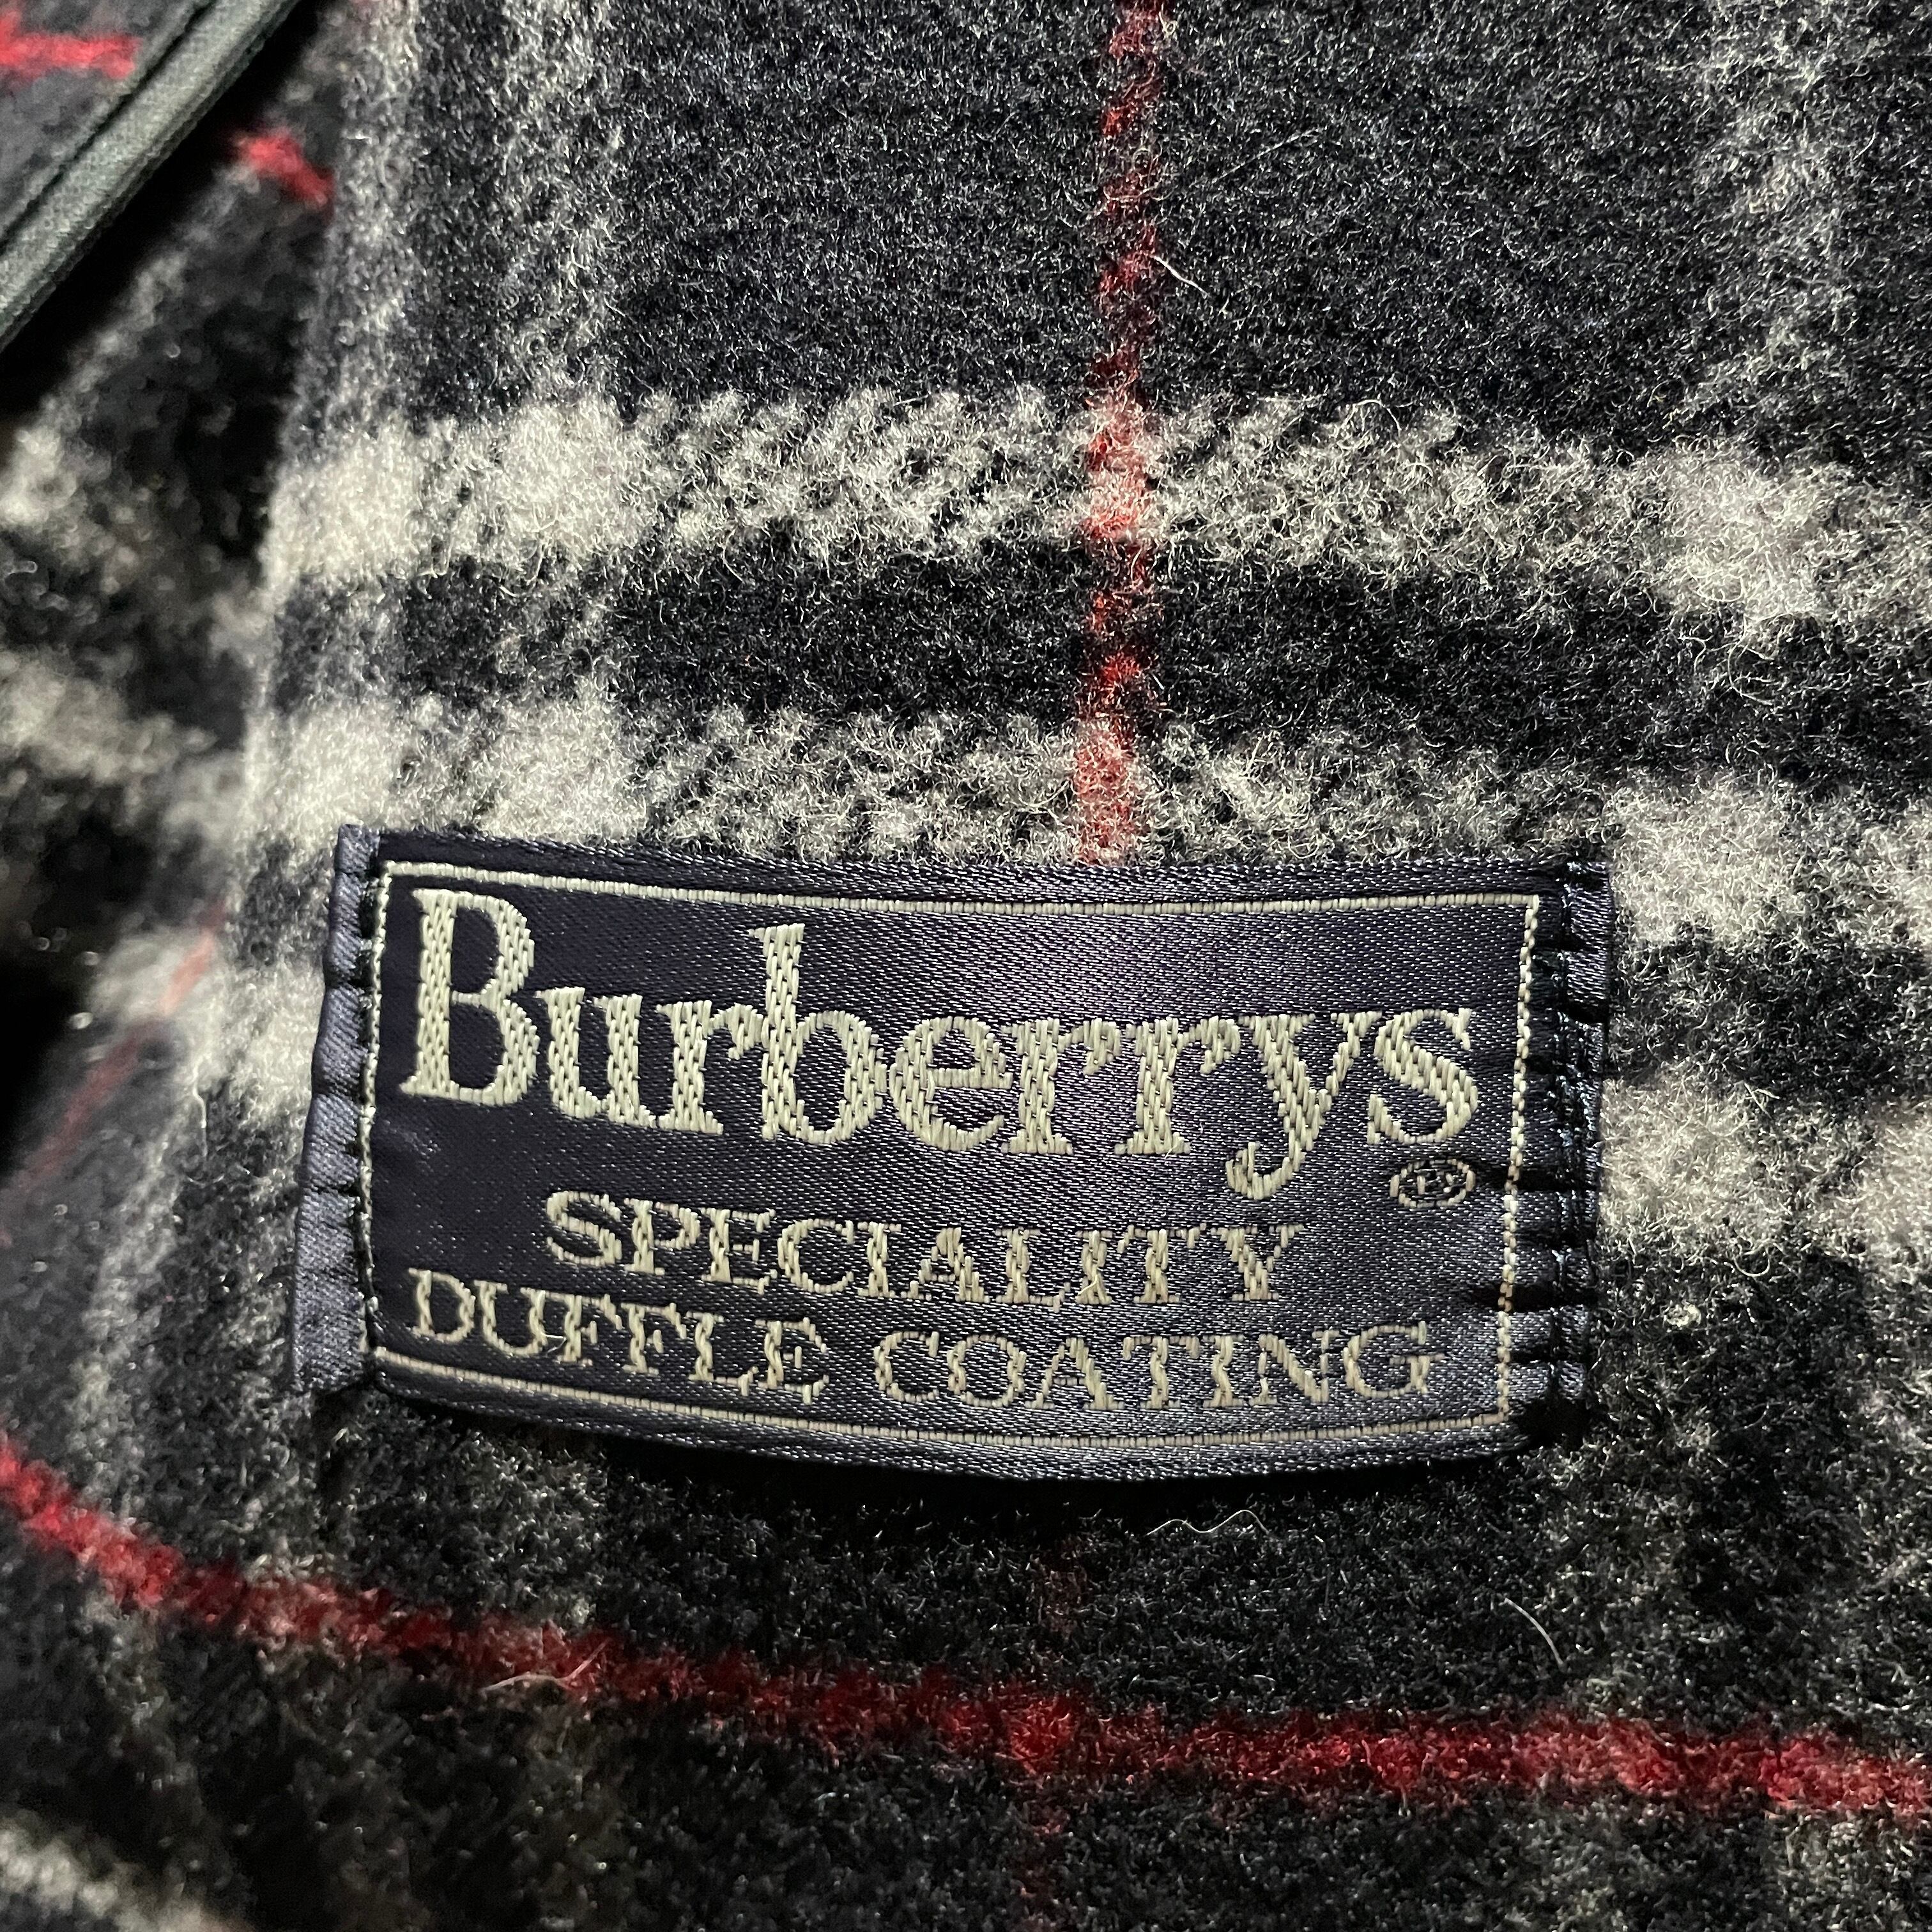 Burberrys
®
SPECIALITY
DUFFLE COATING